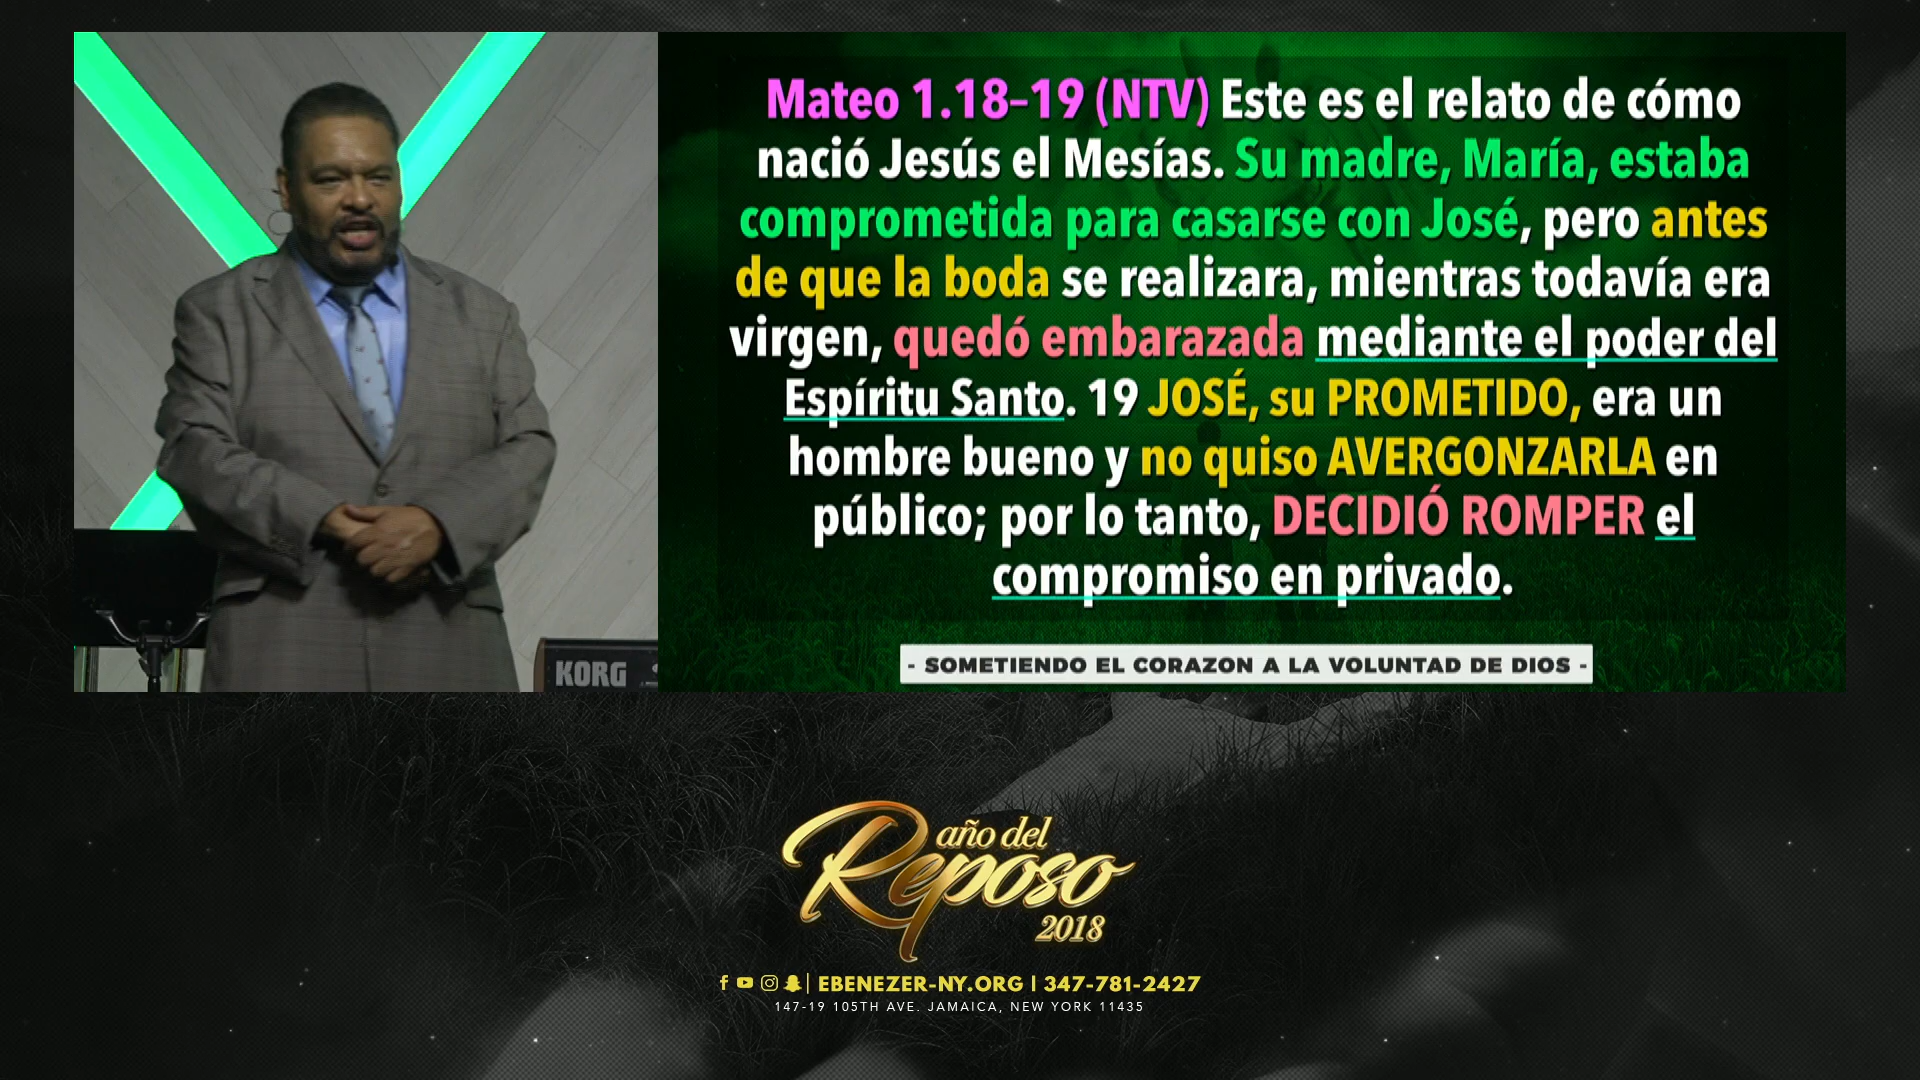 Mateo 1.18–19 (NTV) Este es el relato de cómo
nació Jesús el Mesías. Su madre, María, estaba
comprometida para casarse con José, pero antes
de que la boda se realizara, mientras todavía era
virgen, quedó embarazada mediante el poder del
Espíritu Santo. 19 JOSÉ, su PROMETIDO, era un
hombre bueno y no quiso AVERGONZARLA en
público; por lo tanto, DECIDIÓ ROMPER el
compromiso en privado.
KORG
- SOMETIENDO EL CORAZON A LA VOLUNTAD DE DIOS -
año del
Reposo
2018
| EBENEZER-NY.ORG | 347-781-2427
147-19 105TH AVE. JAMAICA, NEW YORK 11435